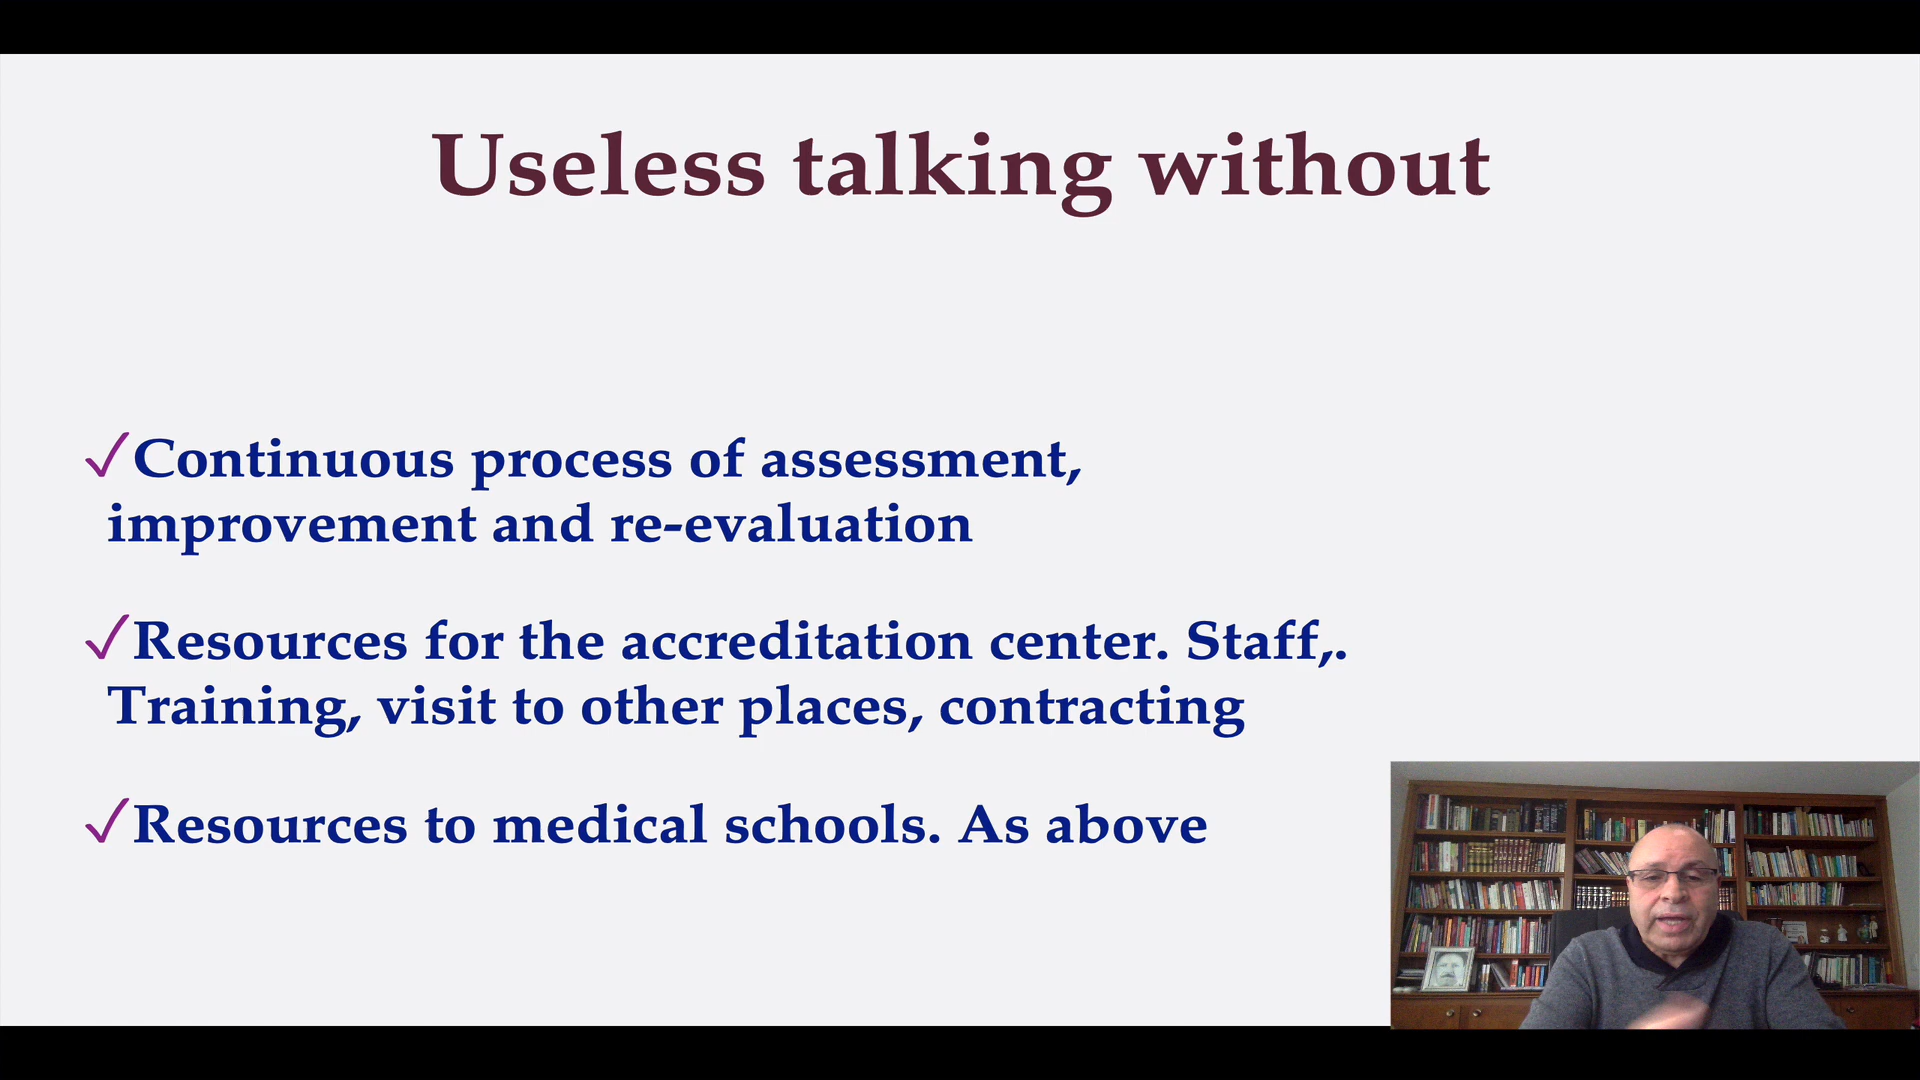 Useless talking without
✓Continuous process of assessment,
improvement and re-evaluation
✓Resources for the accreditation center. Staff,.
Training, visit to other places, contracting
✓Resources to medical schools. As above